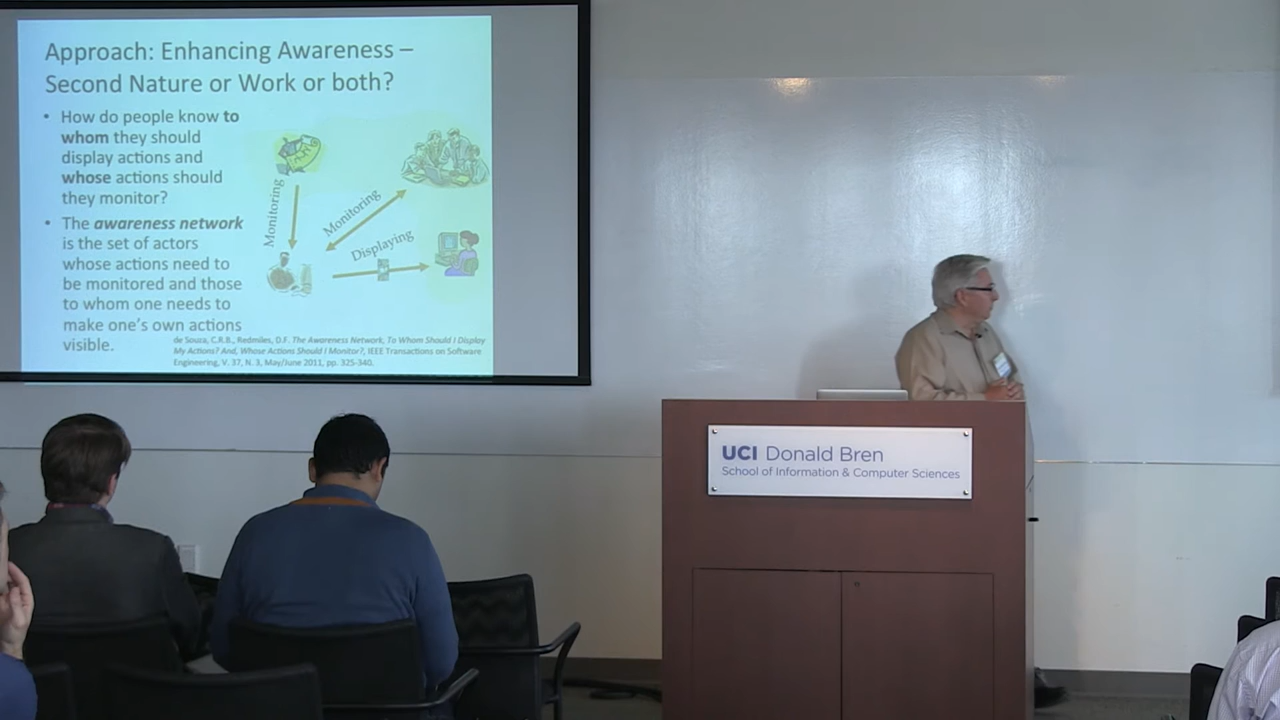 Approach: Enhancing Awareness –
Second Nature or Work or both?
• How do people know to
whom they should
display actions and
whose actions should
they monitor?
• The awareness network
is the set of actors
whose actions need to
be monitored and those
to whom one needs to
make one's own actions
visible.
Monitoring
Monitoring
Displaying
de Souza, C.R.B., Redmiles, D.F. The Awareness Network, To Whom Should I Display
My Actions? And, Whose Actions Should I Monitor?, IEEE Transactions on Software
Engineering, V. 37, N. 3, May/June 2011, pp. 325-340.
UCI Donald Bren
School of Information & Computer Sciences